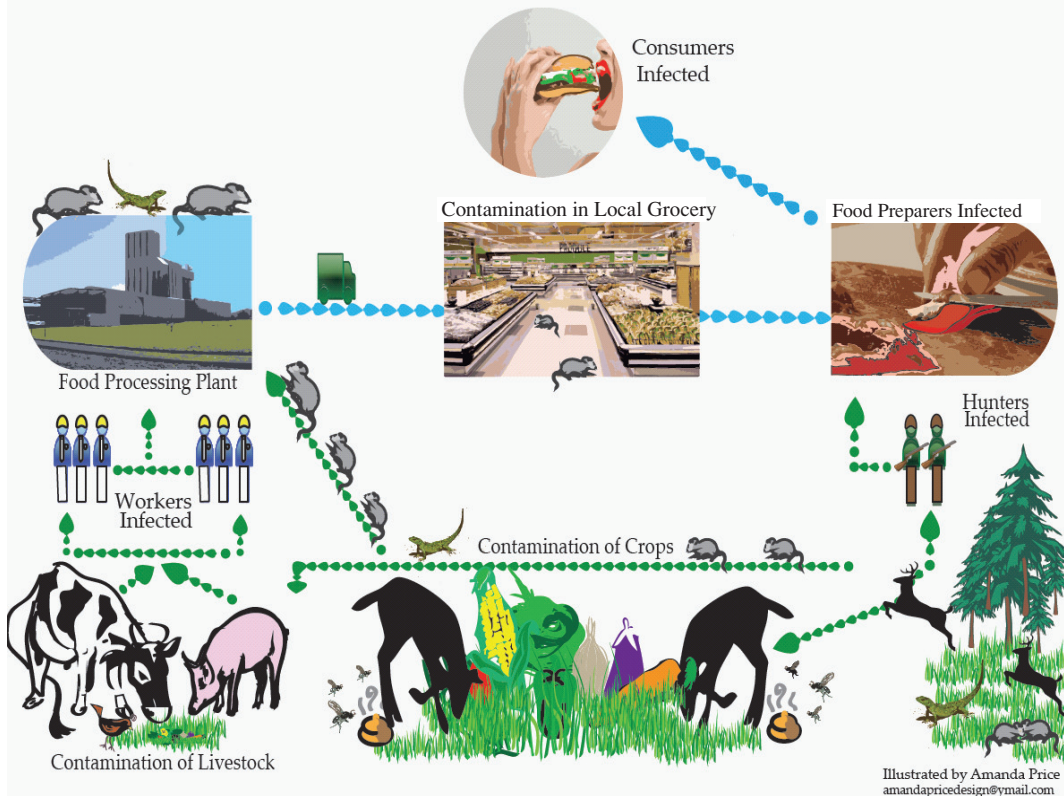 Consumers
Infected
Contamination in Local Grocery
Food Preparers Infected
PRODUCE
Food Processing Plant
Hunters
Infected
Workers
Infected
Contamination of Crops
Contamination of Livestock
Illustrated by Amanda Price
amandapricedesign@ymail.com